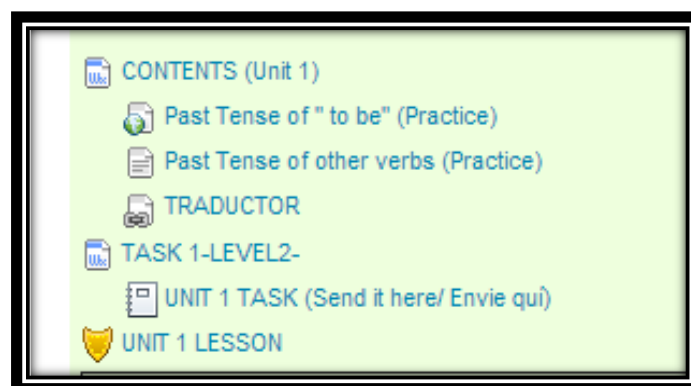 CONTENTS (Unit 1)
Past Tense of " to be" (Practice)
Past Tense of other verbs (Practice)
TRADUCTOR
TASK 1-LEVEL2-
UNIT 1 TASK (Send it here/ Envie quí)
UNIT 1 LESSON